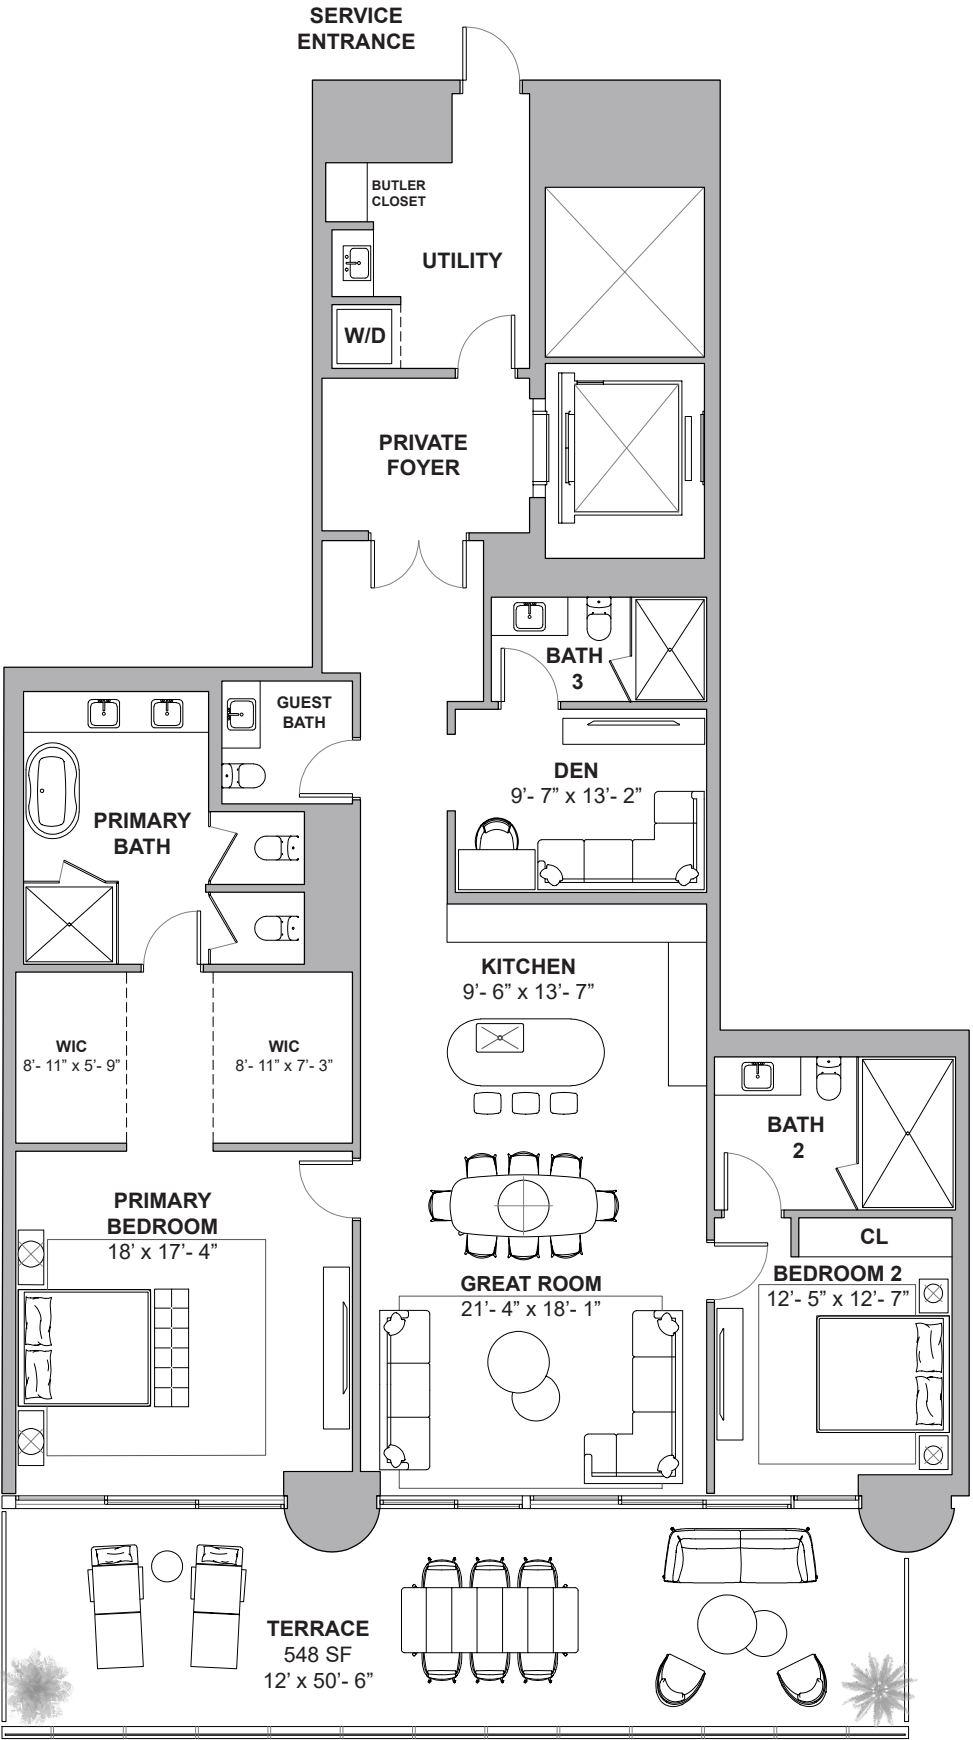 SERVICE
ENTRANCE
BUTLER
CLOSET
UTILITY
W/D
PRIVATE
FOYER
BATH
3
GUEST
BATH
DEN
9’- 7” x 13’- 2”
PRIMARY
BATH
KITCHEN
9’- 6” x 13’- 7”
WIC
8’- 11” x 5’- 9”
WIC
8’- 11” x 7’- 3”
BATH
2
PRIMARY
BEDROOM
18’ x 17’- 4”
CL
GREAT ROOM
21’- 4” x 18’- 1”
BEDROOM 2
12’- 5” x 12’- 7”
TERRACE
548 SF
12’ x 50’- 6”